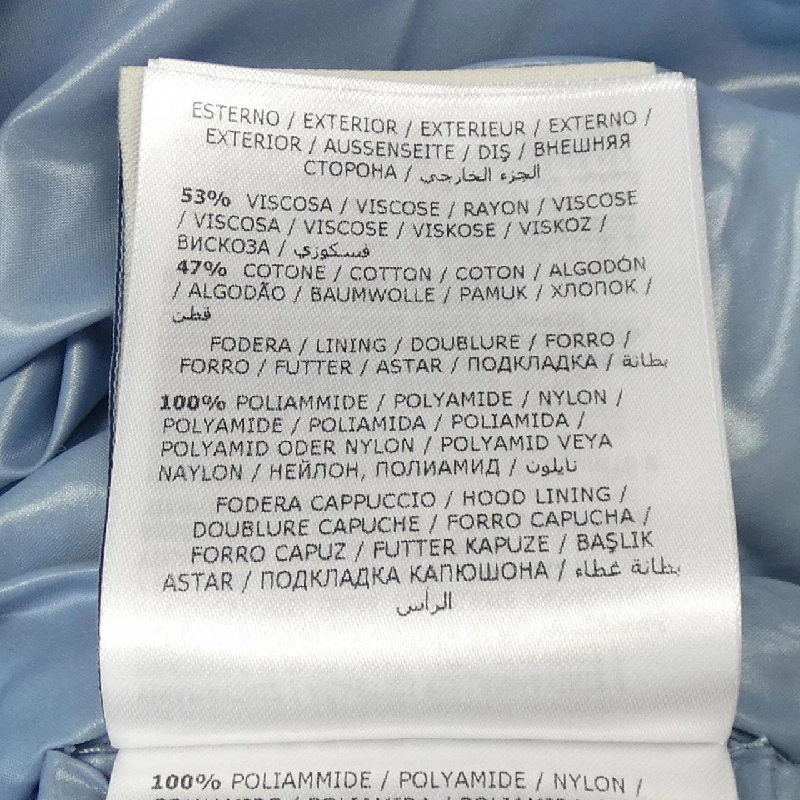 ESTERNO / EXTERIOR / EXTERIEUR / EXTERNO /
EXTERIOR / AUSSENSEITE / DIŞ / ВНЕШНЯЯ
СТОРОНА / الجزء الخارجي
53% VISCOSA / VISCOSE / RAYON / VISCOSE
/ VISCOSA / VISCOSE / VISKOSE / VISKOZ /
ВИСКОЗА / فسكوزي
47% COTONE / COTTON / COTON / ALGODÓN
/ ALGODÃO / BAUMWOLLE / PAMUK / ХЛОПОК /
قطن
FODERA / LINING / DOUBLURE / FORRO /
FORRO / FUTTER / ASTAR / ПОДКЛАДКА / بطانة
100% POLIAMMIDE / POLYAMIDE / NYLON /
POLYAMIDE / POLIAMIDA / POLIAMIDA /
POLYAMID ODER NYLON / POLYAMID VEYA
NAYLON / НЕЙЛОН, ПОЛИАМИД / نايلون
FODERA CAPPUCCIO / HOOD LINING /
DOUBLURE CAPUCHE / FORRO CAPUCHA /
FORRO CAPUZ / FUTTER KAPUZE / BAŞLIK
ASTAR / ПОДКЛАДКА КАПЮШОНА / بطانة غطاء
الرأس
100% POLIAMMIDE / POLYAMIDE / NYLON /